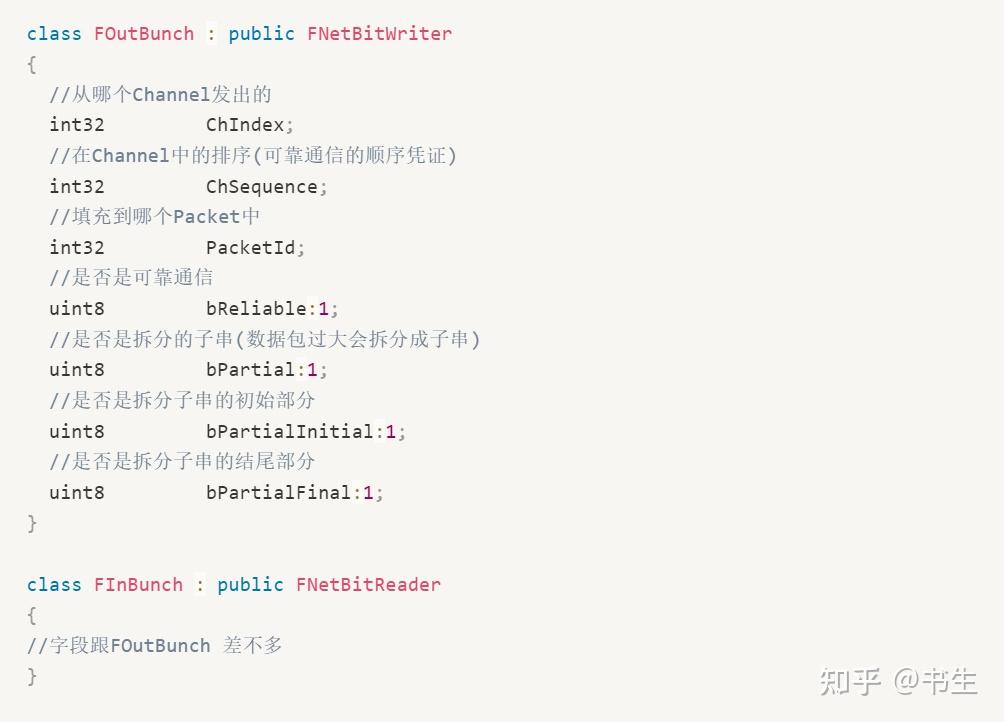 class FOutBunch : public FNetBitWriter
{
  //从哪个Channel发出的
  int32         ChIndex;
  //在Channel中的排序(可靠通信的顺序凭证)
  int32         ChSequence;
  //填充到哪个Packet中
  int32         PacketId;
  //是否是可靠通信
  uint8         bReliable:1;
  //是否是拆分的子串(数据包过大会拆分成子串)
  uint8         bPartial:1;
  //是否是拆分子串的初始部分
  uint8         bPartialInitial:1;
  //是否是拆分子串的结尾部分
  uint8         bPartialFinal:1;
}

class FInBunch : public FNetBitReader
{
//字段跟FOutBunch 差不多
}
知乎 @书生